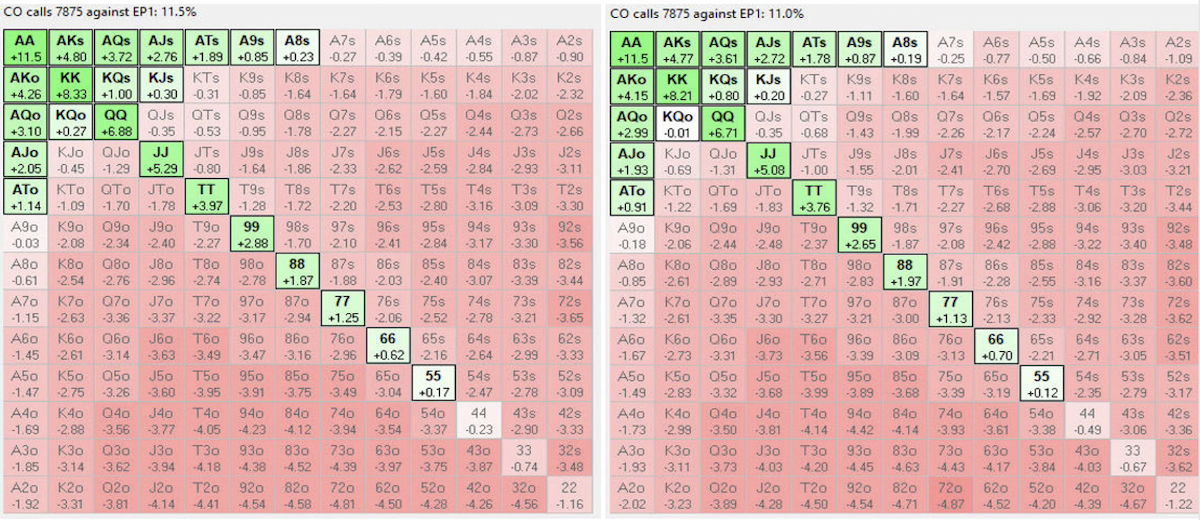 CO calls 7875 against EP1: 11.5%
AA AKs AQs AJs ATs A9s A8s A7s A6s A5s A4s A3s A2s
+11.5 +4.80 +3.72 +2.76 +1.89 +0.85 +0.23 -0.27 -0.39 -0.42 -0.55 -0.87 -0.90
AKo KK KQs KJs KTs K9s K8s K7s K6s K5s K4s K3s K2s
+4.26 +8.33 +1.00 +0.30 -0.31 -0.85 -1.64 -1.64 -1.79 -1.60 -1.84 -2.02 -2.32
AQo KQo QQ QJs QTs Q9s Q8s Q7s Q6s Q5s Q4s Q3s Q2s
+3.10 +0.27 +6.88 -0.35 -0.53 -0.95 -1.78 -2.27 -2.15 -2.27 -2.44 -2.73 -2.66
AJo KJo QJo JJ JTs J9s J8s J7s J6s J5s J4s J3s J2s
+2.05 -0.45 -1.29 +5.29 -0.80 -1.64 -1.86 -2.33 -2.62 -2.59 -2.84 -2.93 -3.11
ATo KTo QTo JTo TT T9s T8s T7s T6s T5s T4s T3s T2s
+1.14 -1.09 -1.70 -1.78 +3.97 -1.28 -1.72 -2.20 -2.53 -2.80 -3.16 -3.09 -3.30
A9o K9o Q9o J9o T9o 99 98s 97s 96s 95s 94s 93s 92s
-0.03 -2.08 -2.34 -2.40 -2.27 +2.88 -1.70 -2.10 -2.41 -2.84 -3.17 -3.30 -3.56
A8o K8o Q8o J8o T8o 98o 88 87s 86s 85s 84s 83s 82s
-0.61 -2.54 -2.76 -2.96 -2.74 -2.78 +1.87 -1.88 -2.03 -2.40 -3.07 -3.39 -3.44
A7o K7o Q7o J7o T7o 97o 87o 77 76s 75s 74s 73s 72s
-1.15 -2.63 -3.36 -3.37 -3.22 -3.17 -2.94 +1.25 -2.06 -2.52 -2.78 -3.21 -3.65
A6o K6o Q6o J6o T6o 96o 86o 76o 66 65s 64s 63s 62s
-1.45 -2.61 -3.14 -3.63 -3.49 -3.47 -3.16 -2.96 +0.62 -2.16 -2.64 -2.99 -3.33
A5o K5o Q5o J5o T5o 95o 85o 75o 65o 55 54s 53s 52s
-1.47 -2.75 -3.26 -3.60 -3.95 -3.91 -3.75 -3.49 -3.04 +0.17 -2.47 -2.78 -3.09
A4o K4o Q4o J4o T4o 94o 84o 74o 64o 54o 44 43s 42s
-1.69 -2.88 -3.56 -3.77 -4.05 -4.23 -4.12 -3.94 -3.54 -3.37 -0.23 -2.90 -3.33
A3o K3o Q3o J3o T3o 93o 83o 73o 63o 53o 43o 33 32s
-1.85 -3.14 -3.62 -3.94 -4.18 -4.38 -4.52 -4.39 -3.97 -3.75 -3.87 -0.74 -3.48
A2o K2o Q2o J2o T2o 92o 82o 72o 62o 52o 42o 32o 22
-1.92 -3.31 -3.81 -4.14 -4.41 -4.54 -4.58 -4.81 -4.50 -4.28 -4.26 -4.56 -1.16
CO calls 7875 against EP1: 11.0%
AA AKs AQs AJs ATs A9s A8s A7s A6s A5s A4s A3s A2s
+11.5 +4.77 +3.61 +2.72 +1.78 +0.87 +0.19 -0.25 -0.77 -0.50 -0.66 -0.84 -1.09
AKo KK KQs KJs KTs K9s K8s K7s K6s K5s K4s K3s K2s
+4.15 +8.21 +0.80 +0.20 -0.27 -1.11 -1.60 -1.64 -1.57 -1.69 -1.92 -2.09 -2.36
AQo KQo QQ QJs QTs Q9s Q8s Q7s Q6s Q5s Q4s Q3s Q2s
+2.99 -0.01 +6.71 -0.35 -0.68 -1.43 -1.99 -2.26 -2.17 -2.24 -2.57 -2.70 -2.72
AJo KJo QJo JJ JTs J9s J8s J7s J6s J5s J4s J3s J2s
+1.93 -0.69 -1.31 +5.08 -1.00 -1.55 -2.01 -2.41 -2.70 -2.69 -2.95 -3.03 -3.21
ATo KTo QTo JTo TT T9s T8s T7s T6s T5s T4s T3s T2s
+0.91 -1.22 -1.69 -1.83 +3.76 -1.32 -1.71 -2.27 -2.68 -2.88 -3.06 -3.20 -3.44
A9o K9o Q9o J9o T9o 99 98s 97s 96s 95s 94s 93s 92s
-0.18 -2.06 -2.44 -2.48 -2.37 +2.65 -1.87 -2.08 -2.42 -2.88 -3.22 -3.40 -3.48
A8o K8o Q8o J8o T8o 98o 88 87s 86s 85s 84s 83s 82s
-0.85 -2.61 -2.89 -2.93 -2.71 -2.83 +1.97 -1.91 -2.28 -2.55 -3.16 -3.37 -3.60
A7o K7o Q7o J7o T7o 97o 87o 77 76s 75s 74s 73s 72s
-1.32 -2.61 -3.35 -3.30 -3.27 -3.21 -3.00 +1.13 -2.13 -2.33 -2.92 -3.28 -3.62
A6o K6o Q6o J6o T6o 96o 86o 76o 66 65s 64s 63s 62s
-1.67 -2.73 -3.31 -3.73 -3.56 -3.39 -3.09 -3.13 +0.70 -2.21 -2.71 -3.05 -3.51
A5o K5o Q5o J5o T5o 95o 85o 75o 65o 55 54s 53s 52s
-1.49 -2.83 -3.32 -3.68 -3.99 -3.89 -3.68 -3.39 -3.19 +0.12 -2.35 -2.79 -3.17
A4o K4o Q4o J4o T4o 94o 84o 74o 64o 54o 44 43s 42s
-1.73 -2.99 -3.50 -3.81 -4.14 -4.42 -4.14 -3.93 -3.61 -3.38 -0.49 -3.06 -3.36
A3o K3o Q3o J3o T3o 93o 83o 73o 63o 53o 43o 33 32s
-1.93 -3.11 -3.73 -4.03 -4.20 -4.45 -4.63 -4.43 -4.17 -3.84 -4.03 -0.67 -3.62
A2o K2o Q2o J2o T2o 92o 82o 72o 62o 52o 42o 32o 22
-2.02 -3.23 -3.86 -4.28 -4.50 -4.54 -4.71 -4.87 -4.52 -4.20 -4.39 -4.67 -1.22